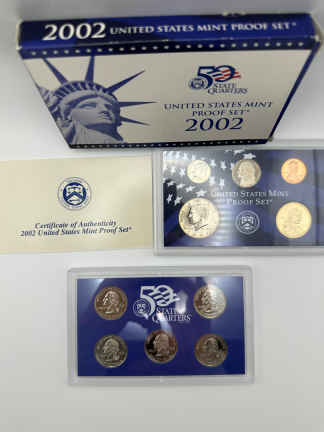 2002 UNITED STATES MINT PROOF SET®
50
STATE
QUARTERS
UNITED STATES MINT
PROOF SET®
2002
Certificate of Authenticity
2002 United States Mint Proof Set®
UNITED STATES MINT
PROOF SET®
50
STATE
QUARTERS